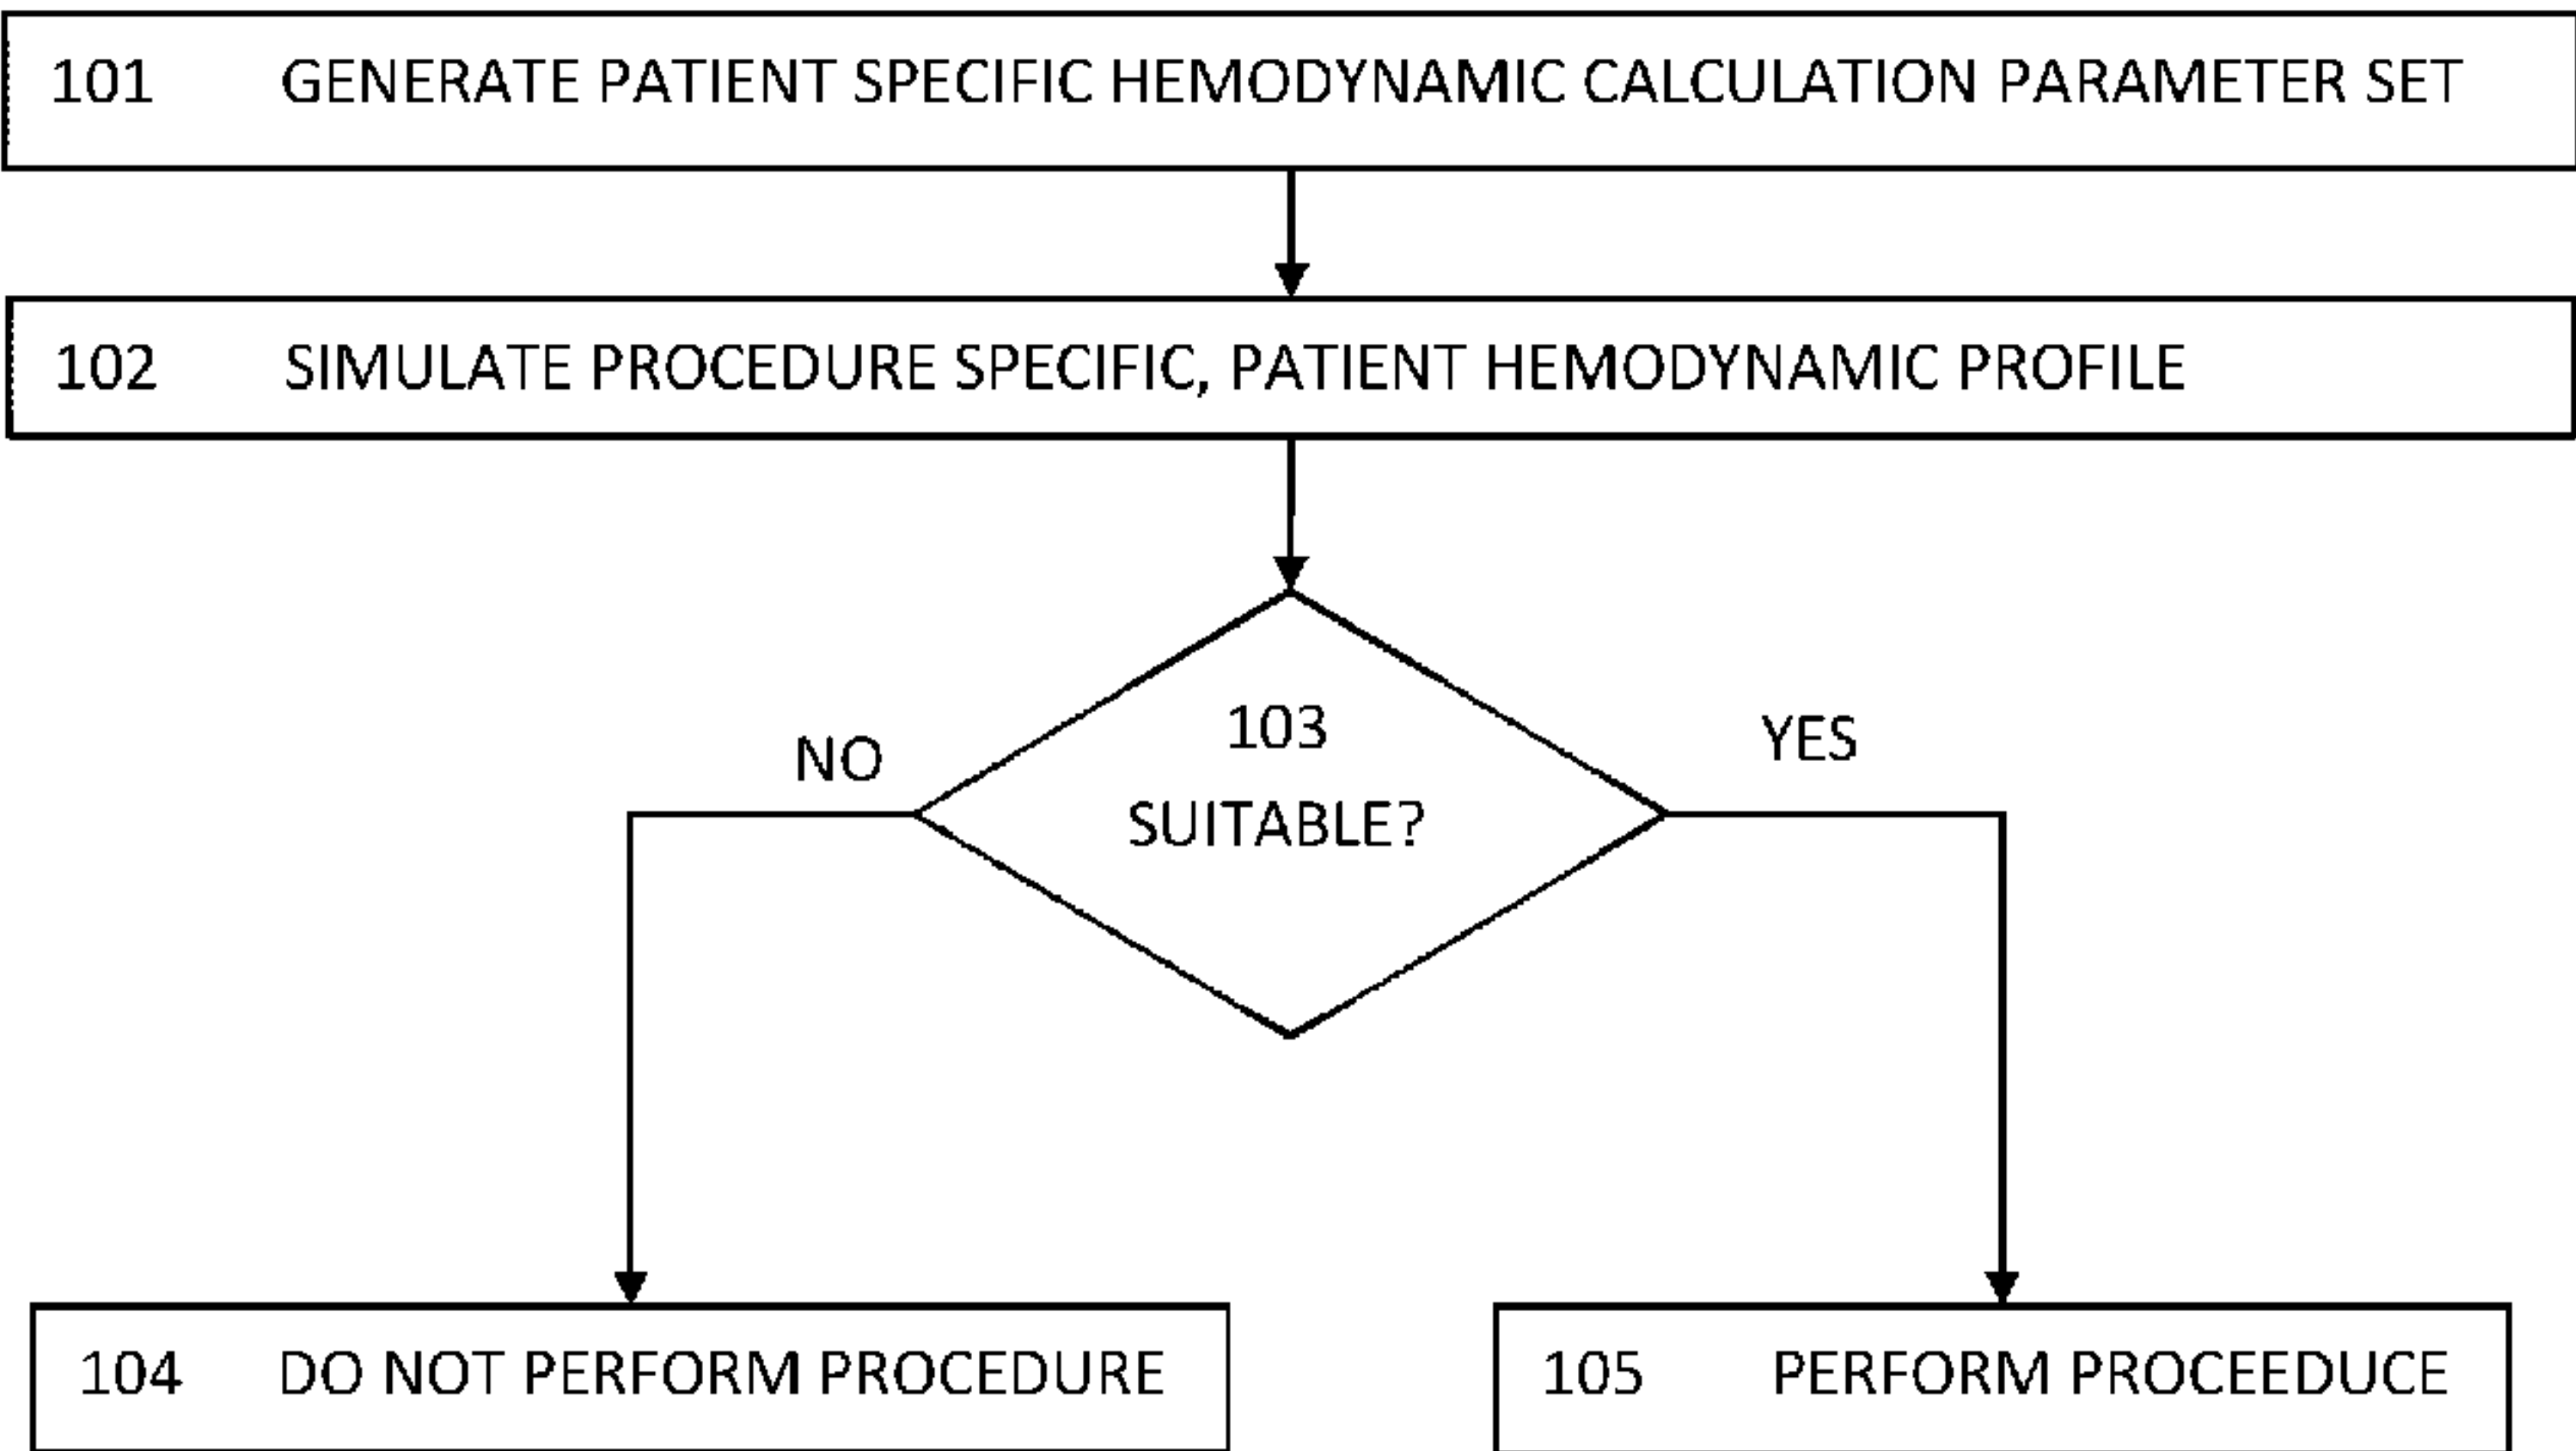 101 GENERATE PATIENT SPECIFIC HEMODYNAMIC CALCULATION PARAMETER SET
102 SIMULATE PROCEDURE SPECIFIC, PATIENT HEMODYNAMIC PROFILE
103
NO
YES
SUITABLE?
104 DO NOT PERFORM PROCEDURE
105 PERFORM PROCEEDUCE